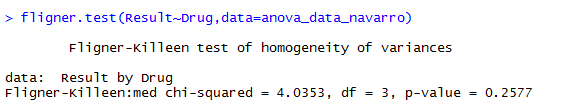 > fligner.test(Result~Drug,data=anova_data_navarro)
Fligner-Killeen test of homogeneity of variances
data:  Result by Drug
Fligner-Killeen:med chi-squared = 4.0353, df = 3, p-value = 0.2577